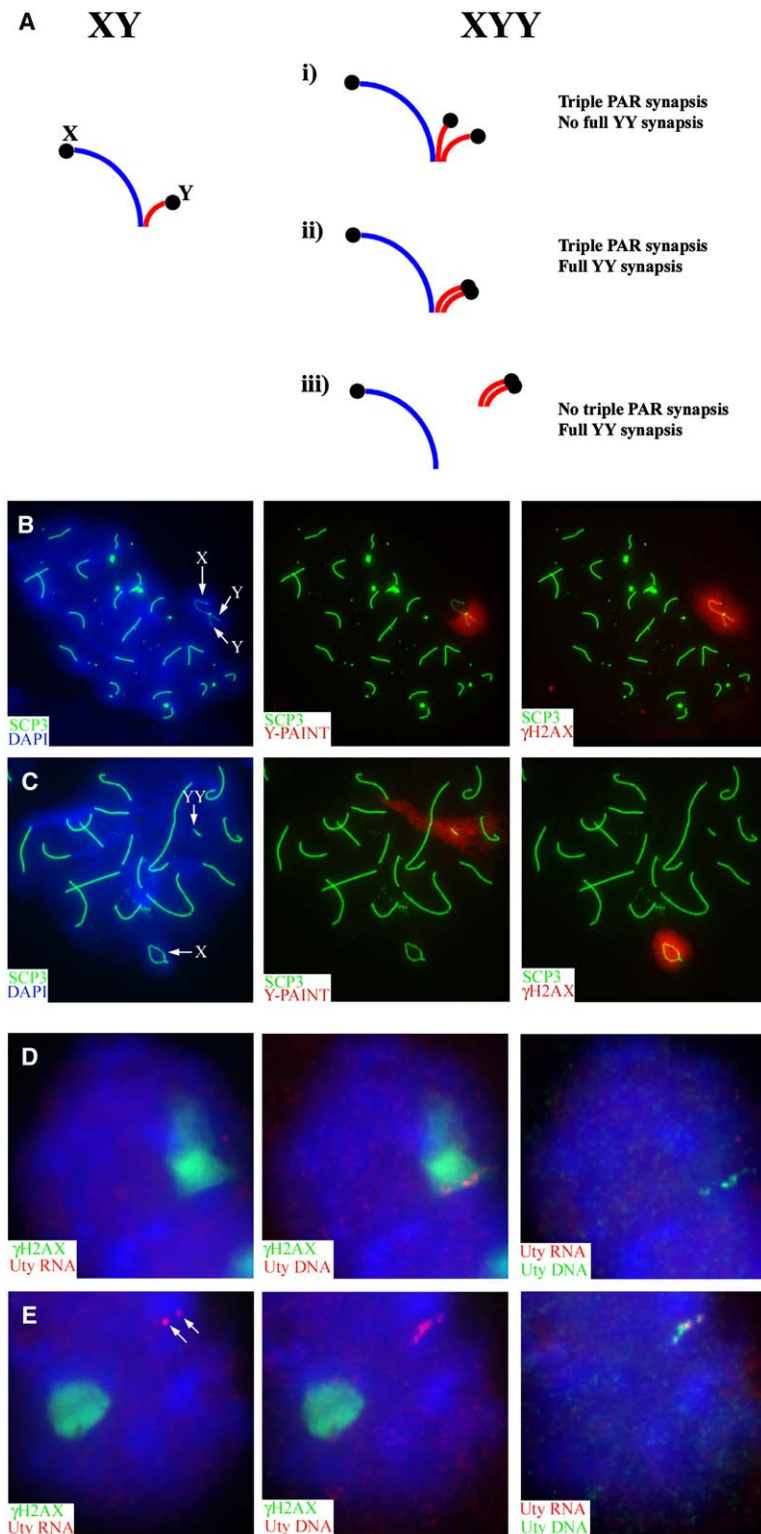 A
XY
XYY
X
Y
i)
Triple PAR synapsis
No full YY synapsis
ii)
Triple PAR synapsis
Full YY synapsis
iii)
No triple PAR synapsis
Full YY synapsis
B
X
Y
Y
SCP3
DAPI
SCP3
Y-PAINT
SCP3
γH2AX
C
YY
X
SCP3
DAPI
SCP3
Y-PAINT
SCP3
γH2AX
D
γH2AX
Uty RNA
γH2AX
Uty DNA
Uty RNA
Uty DNA
E
γH2AX
Uty RNA
γH2AX
Uty DNA
Uty RNA
Uty DNA